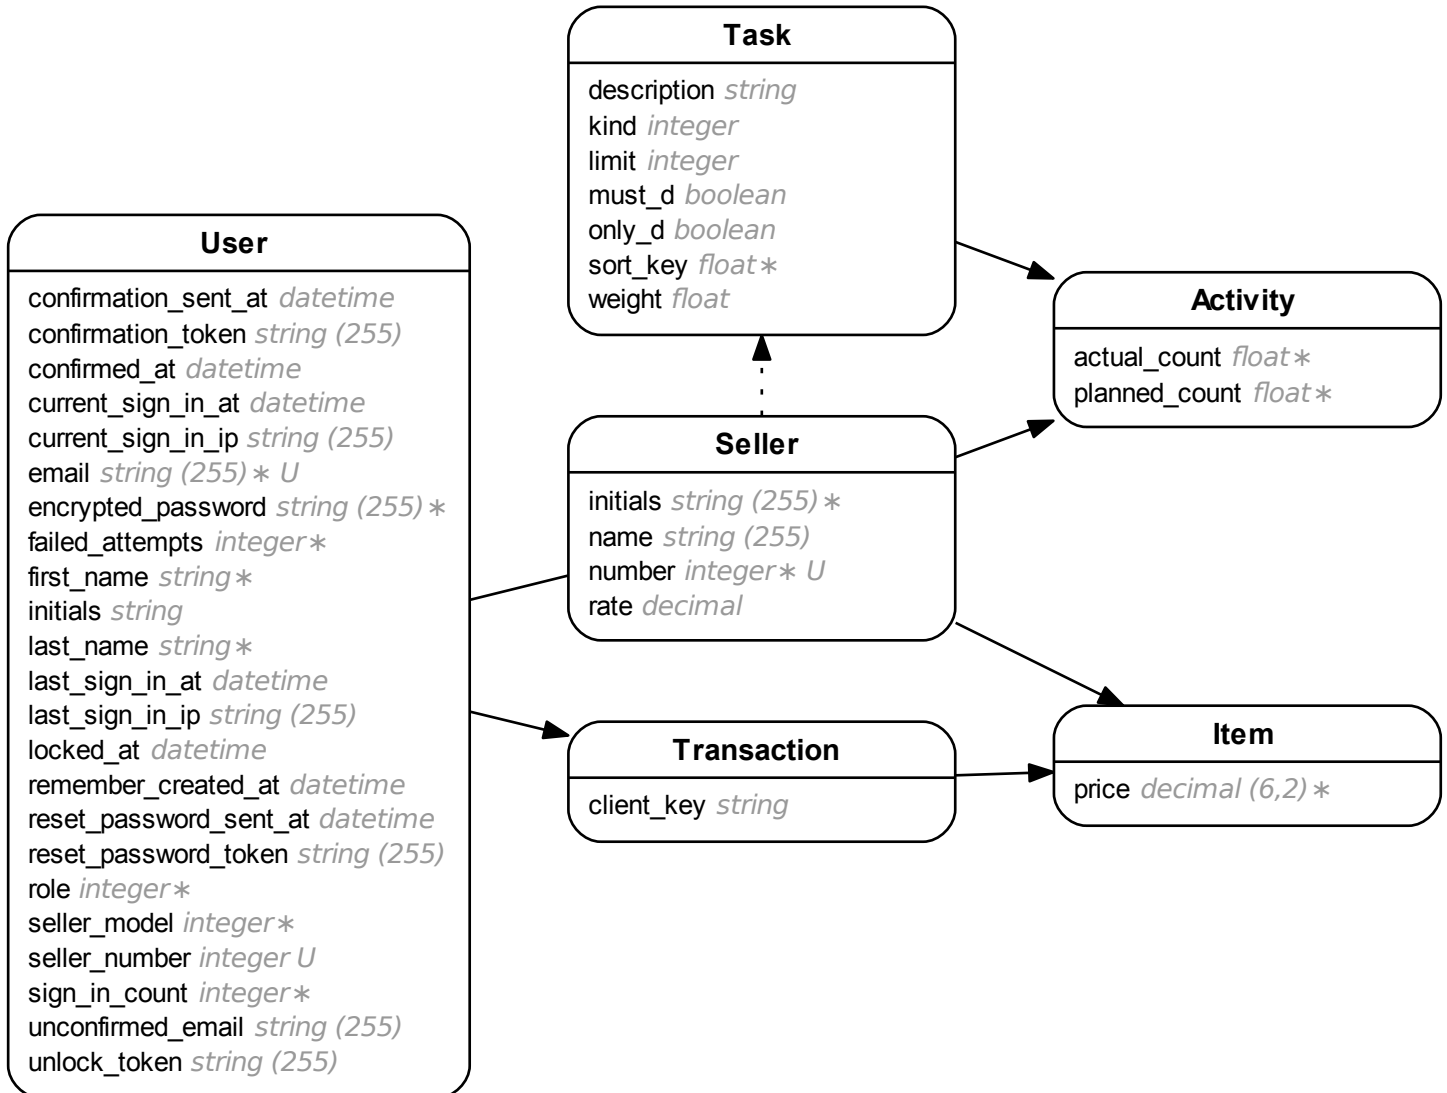 User
confirmation_sent_at datetime
confirmation_token string (255)
confirmed_at datetime
current_sign_in_at datetime
current_sign_in_ip string (255)
email string (255)∗ U
encrypted_password string (255)∗
failed_attempts integer∗
first_name string∗
initials string
last_name string∗
last_sign_in_at datetime
last_sign_in_ip string (255)
locked_at datetime
remember_created_at datetime
reset_password_sent_at datetime
reset_password_token string (255)
role integer∗
seller_model integer∗
seller_number integer U
sign_in_count integer∗
unconfirmed_email string (255)
unlock_token string (255)
Task
description string
kind integer
limit integer
must_d boolean
only_d boolean
sort_key float∗
weight float
Seller
initials string (255)∗
name string (255)
number integer∗ U
rate decimal
Transaction
client_key string
Activity
actual_count float∗
planned_count float∗
Item
price decimal (6,2)∗